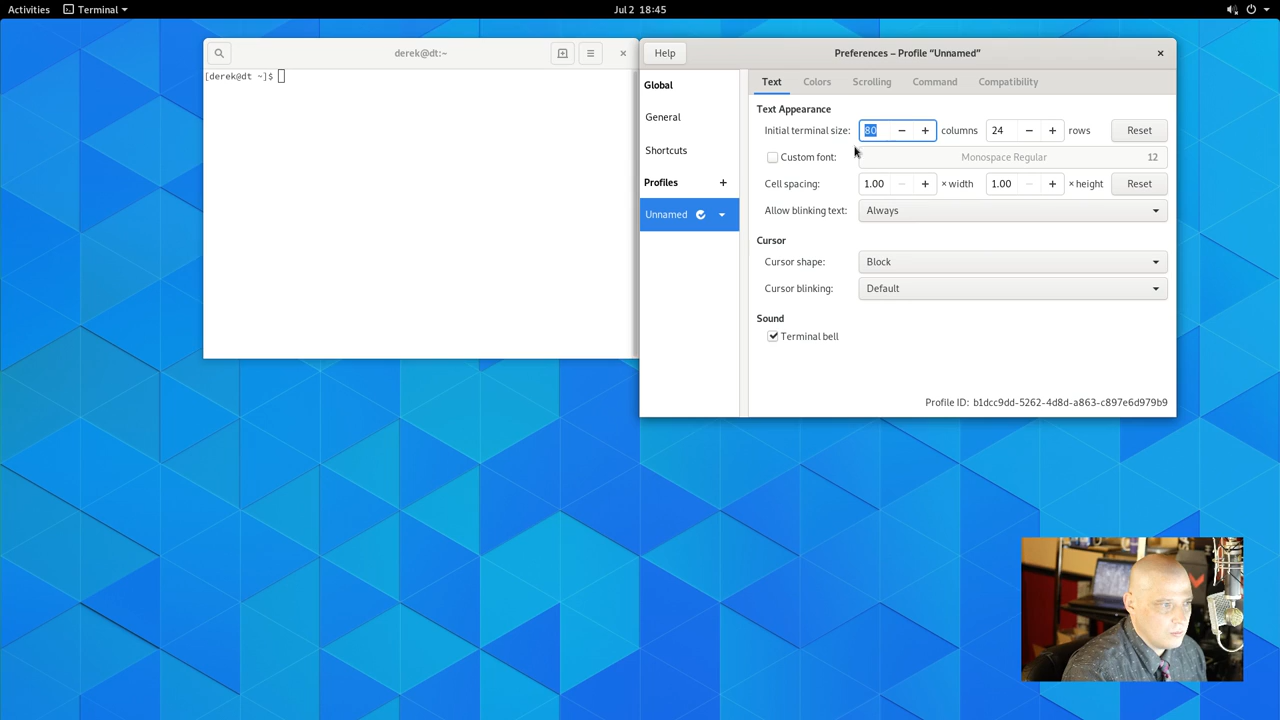 Activities Terminal Jul 2 18:45
derek@dt:~
[derek@dt ~]$
Help Preferences – Profile “Unnamed”
Global
General
Shortcuts
Profiles
Unnamed
Text Colors Scrolling Command Compatibility
Text Appearance
Initial terminal size: 80 − + columns 24 − + rows Reset
Custom font: Monospace Regular 12
Cell spacing: 1.00 − + × width 1.00 − + × height Reset
Allow blinking text: Always
Cursor
Cursor shape: Block
Cursor blinking: Default
Sound
Terminal bell
Profile ID: b1dcc9dd-5262-4d8d-a863-c897e6d979b9